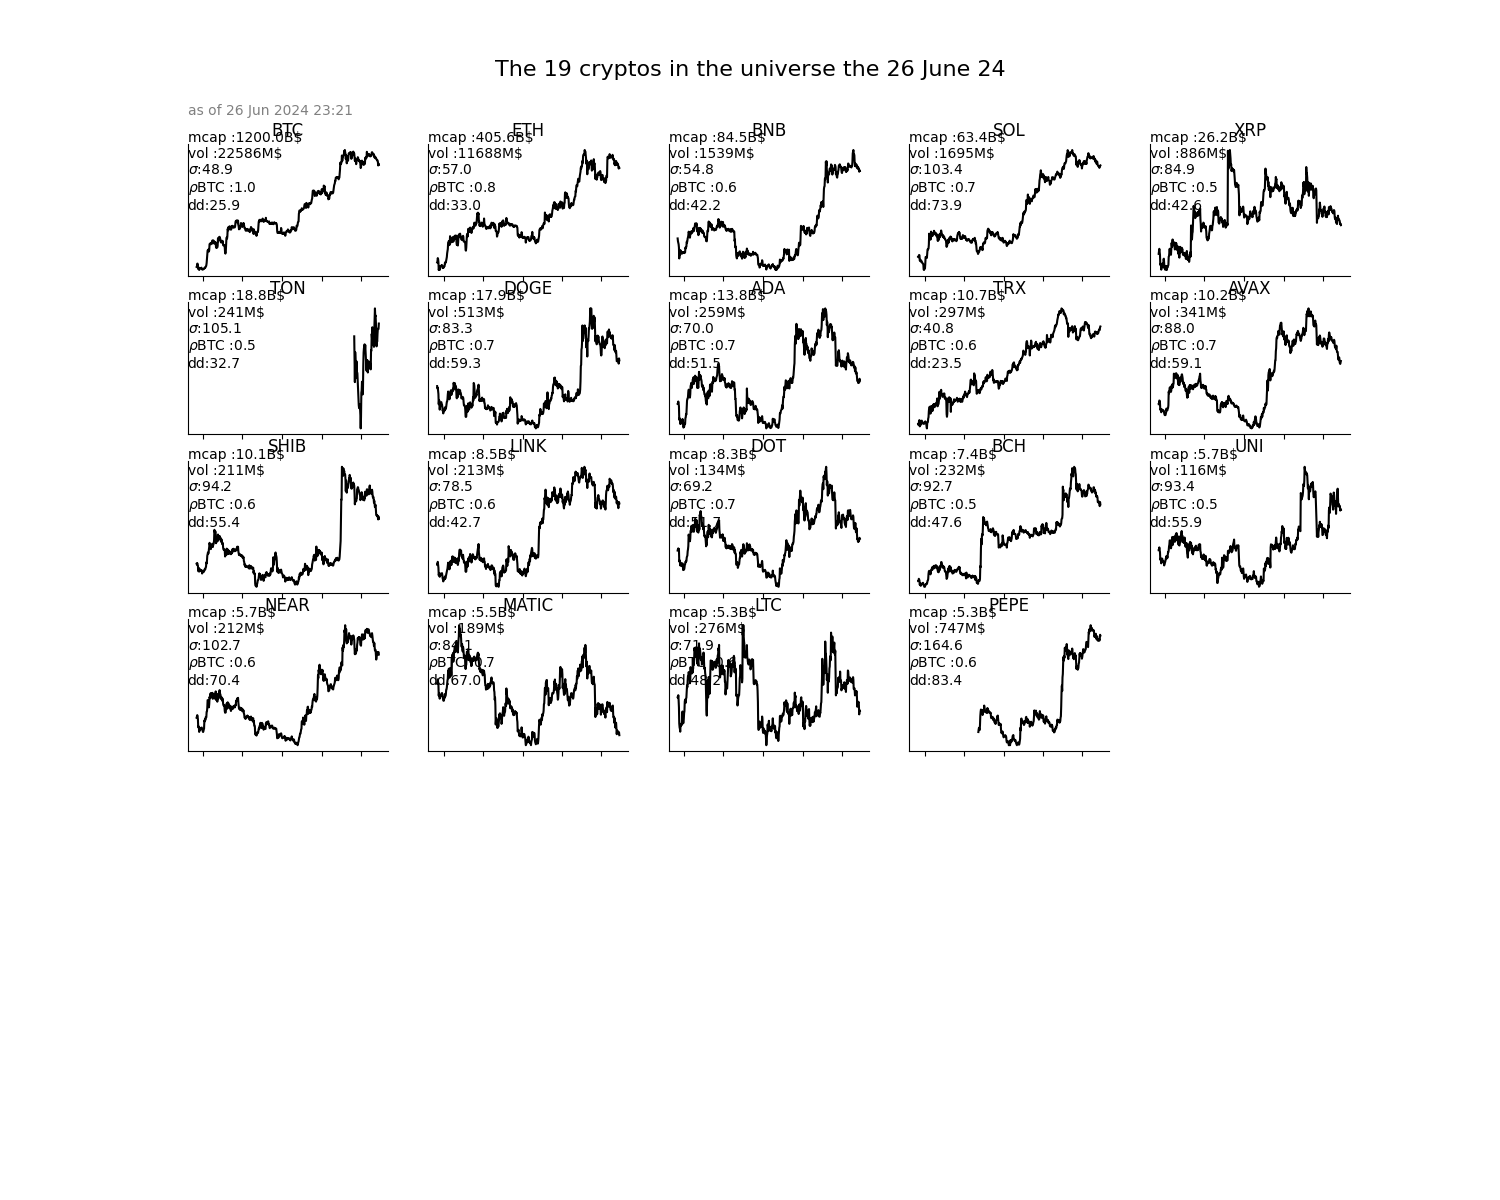 The 19 cryptos in the universe the 26 June 24
as of 26 Jun 2024 23:21
BTC
mcap :1200.0B$
vol :22586M$
σ:48.9
ρBTC :1.0
dd:25.9
ETH
mcap :405.6B$
vol :11688M$
σ:57.0
ρBTC :0.8
dd:33.0
BNB
mcap :84.5B$
vol :1539M$
σ:54.8
ρBTC :0.6
dd:42.2
SOL
mcap :63.4B$
vol :1695M$
σ:103.4
ρBTC :0.7
dd:73.9
XRP
mcap :26.2B$
vol :886M$
σ:84.9
ρBTC :0.5
dd:42.6
TON
mcap :18.8B$
vol :241M$
σ:105.1
ρBTC :0.5
dd:32.7
DOGE
mcap :17.9B$
vol :513M$
σ:83.3
ρBTC :0.7
dd:59.3
ADA
mcap :13.8B$
vol :259M$
σ:70.0
ρBTC :0.7
dd:51.5
TRX
mcap :10.7B$
vol :297M$
σ:40.8
ρBTC :0.6
dd:23.5
AVAX
mcap :10.2B$
vol :341M$
σ:88.0
ρBTC :0.7
dd:59.1
SHIB
mcap :10.1B$
vol :211M$
σ:94.2
ρBTC :0.6
dd:55.4
LINK
mcap :8.5B$
vol :213M$
σ:78.5
ρBTC :0.6
dd:42.7
DOT
mcap :8.3B$
vol :134M$
σ:69.2
ρBTC :0.7
BCH
mcap :7.4B$
vol :232M$
σ:92.7
ρBTC :0.5
dd:47.6
UNI
mcap :5.7B$
vol :116M$
σ:93.4
ρBTC :0.5
dd:55.9
NEAR
mcap :5.7B$
vol :212M$
σ:102.7
ρBTC :0.6
dd:70.4
MATIC
mcap :5.5B$
vol :189M$
σ:84.1
ρBTC :0.7
dd:67.0
LTC
mcap :5.3B$
vol :276M$
σ:71.9
dd:48.2
PEPE
mcap :5.3B$
vol :747M$
σ:164.6
ρBTC :0.6
dd:83.4